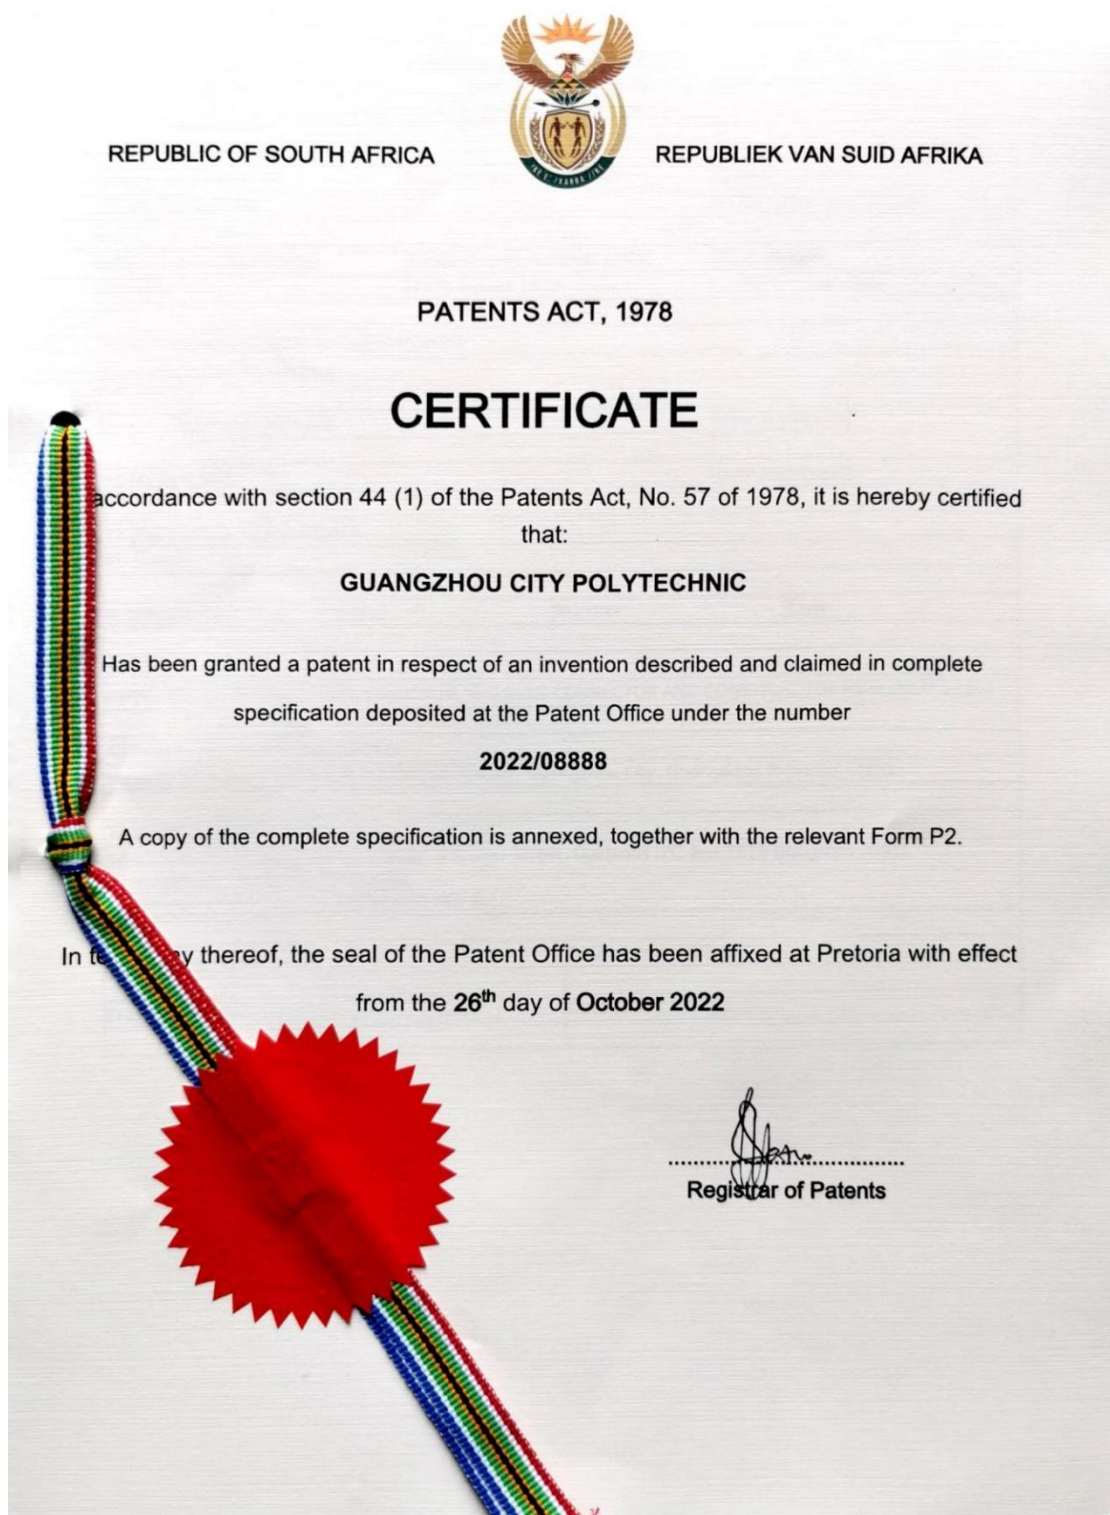 REPUBLIC OF SOUTH AFRICA
REPUBLIEK VAN SUID AFRIKA
PATENTS ACT, 1978
CERTIFICATE
accordance with section 44 (1) of the Patents Act, No. 57 of 1978, it is hereby certified
that:
GUANGZHOU CITY POLYTECHNIC
Has been granted a patent in respect of an invention described and claimed in complete
specification deposited at the Patent Office under the number
2022/08888
A copy of the complete specification is annexed, together with the relevant Form P2.
In thereof, the seal of the Patent Office has been affixed at Pretoria with effect
from the 26th day of October 2022
Registrar of Patents